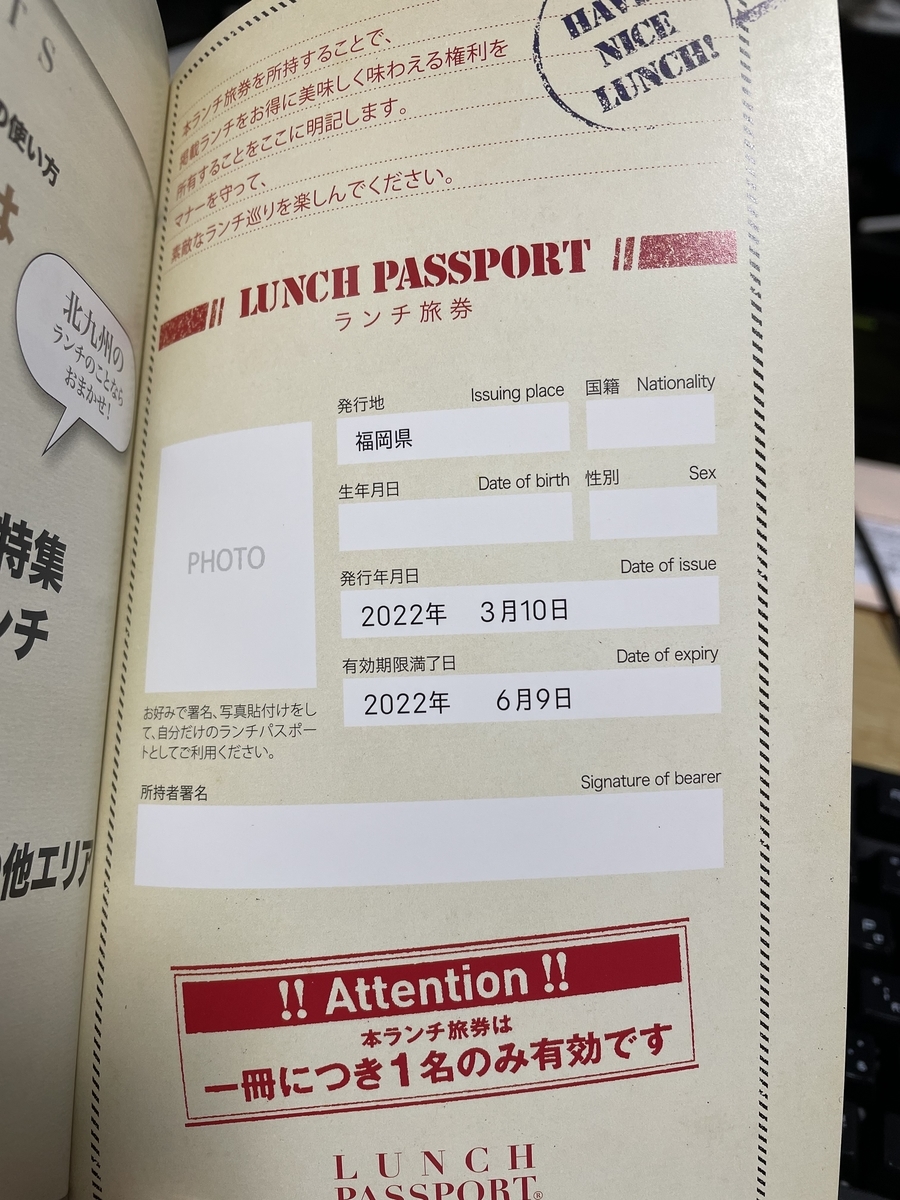 T S
の使い方
は
北九州の
ランチのことなら
おまかせ!
特集
ンチ
他エリア
本ランチ旅券を所持することで、
掲載ランチをお得に美味しく味わえる権利を
所有することをここに明記します。
マナーを守って、
素敵なランチ巡りを楽しんでください。
HAVE
NICE
LUNCH!
LUNCH PASSPORT
ランチ旅券
発行地 Issuing place
福岡県
国籍 Nationality
生年月日 Date of birth
性別 Sex
発行年月日 Date of issue
2022年 3月10日
有効期限満了日 Date of expiry
2022年 6月9日
PHOTO
お好みで署名、写真貼付けをし
て、自分だけのランチパスポー
トとしてご利用ください。
所持者署名 Signature of bearer
!! Attention !!
本ランチ旅券は
一冊につき1名のみ有効です
LUNCH
PASSPORT®